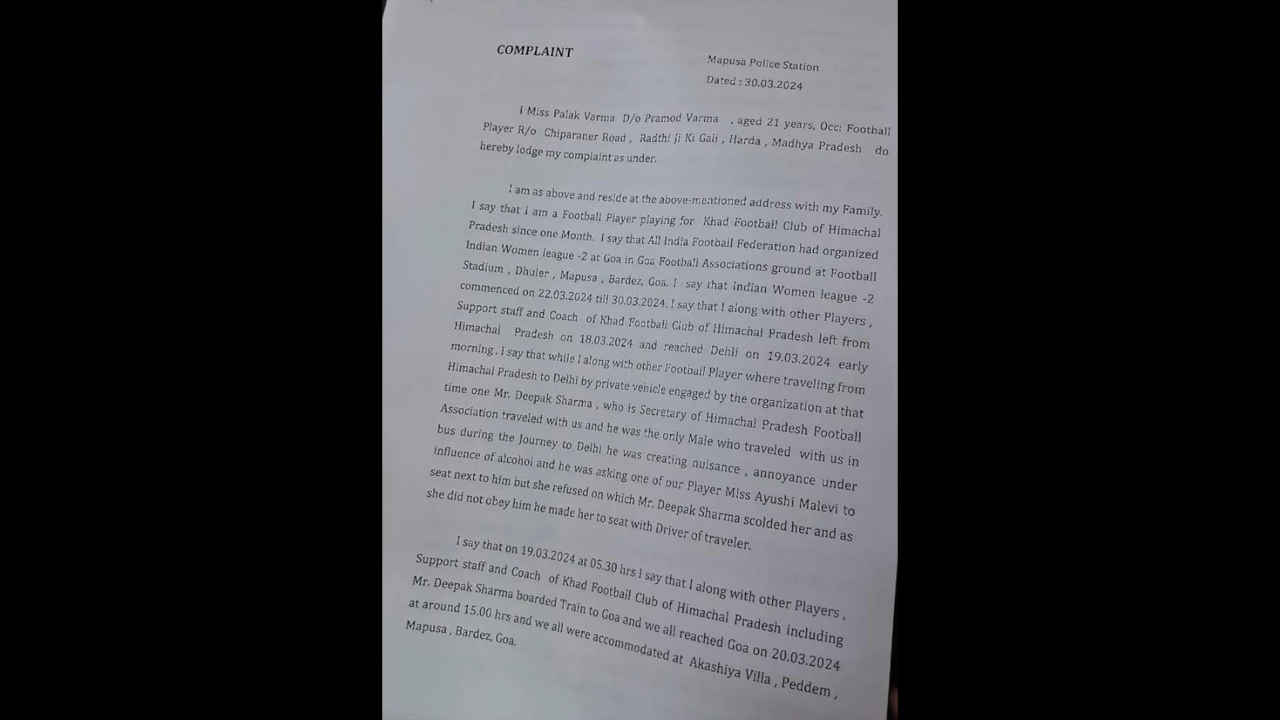 COMPLAINT
Mapusa Police Station
Dated : 30.03.2024
I Miss Palak Varma D/o Pramod Varma , aged 21 years, Occ: Football
Player R/o Chiparaner Road , Radthi Ji Ki Gali , Harda , Madhya Pradesh do
hereby lodge my complaint as under.
I am as above and reside at the above-mentioned address with my Family.
I say that I am a Football Player playing for Khad Football Club of Himachal
Pradesh since one Month. I say that All India Football Federation had organized
Indian Women league -2 at Goa in Goa Football Associations ground at Football
Stadium , Dhuler , Mapusa , Bardez, Goa. I say that Indian Women league -2
commenced on 22.03.2024 till 30.03.2024. I say that I along with other Players ,
Support staff and Coach of Khad Football Club of Himachal Pradesh left from
Himachal Pradesh on 18.03.2024 and reached Dehli on 19.03.2024 early
morning. I say that while I along with other Football Player where traveling from
Himachal Pradesh to Delhi by private vehicle engaged by the organization at that
time one Mr. Deepak Sharma , who is Secretary of Himachal Pradesh Football
Association traveled with us and he was the only Male who traveled with us in
bus during the Journey to Delhi he was creating nuisance , annoyance under
influence of alcohol and he was asking one of our Player Miss Ayushi Malevi to
seat next to him but she refused on which Mr. Deepak Sharma scolded her and as
she did not obey him he made her to seat with Driver of traveler.
I say that on 19.03.2024 at 05.30 hrs I say that I along with other Players ,
Support staff and Coach of Khad Football Club of Himachal Pradesh including
Mr. Deepak Sharma boarded Train to Goa and we all reached Goa on 20.03.2024
at around 15.00 hrs and we all were accommodated at Akashiya Villa , Peddem ,
Mapusa , Bardez, Goa.